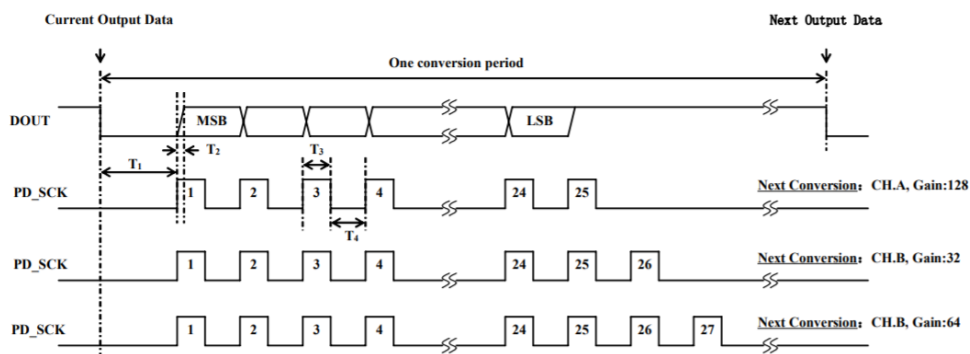 Current Output Data
Next Output Data
One conversion period
DOUT
MSB
LSB
T₁
T₂
T₃
PD_SCK
1
2
3
4
24
25
Next Conversion： CH.A, Gain:128
T₄
PD_SCK
1
2
3
4
24
25
26
Next Conversion： CH.B, Gain:32
PD_SCK
1
2
3
4
24
25
26
27
Next Conversion： CH.B, Gain:64